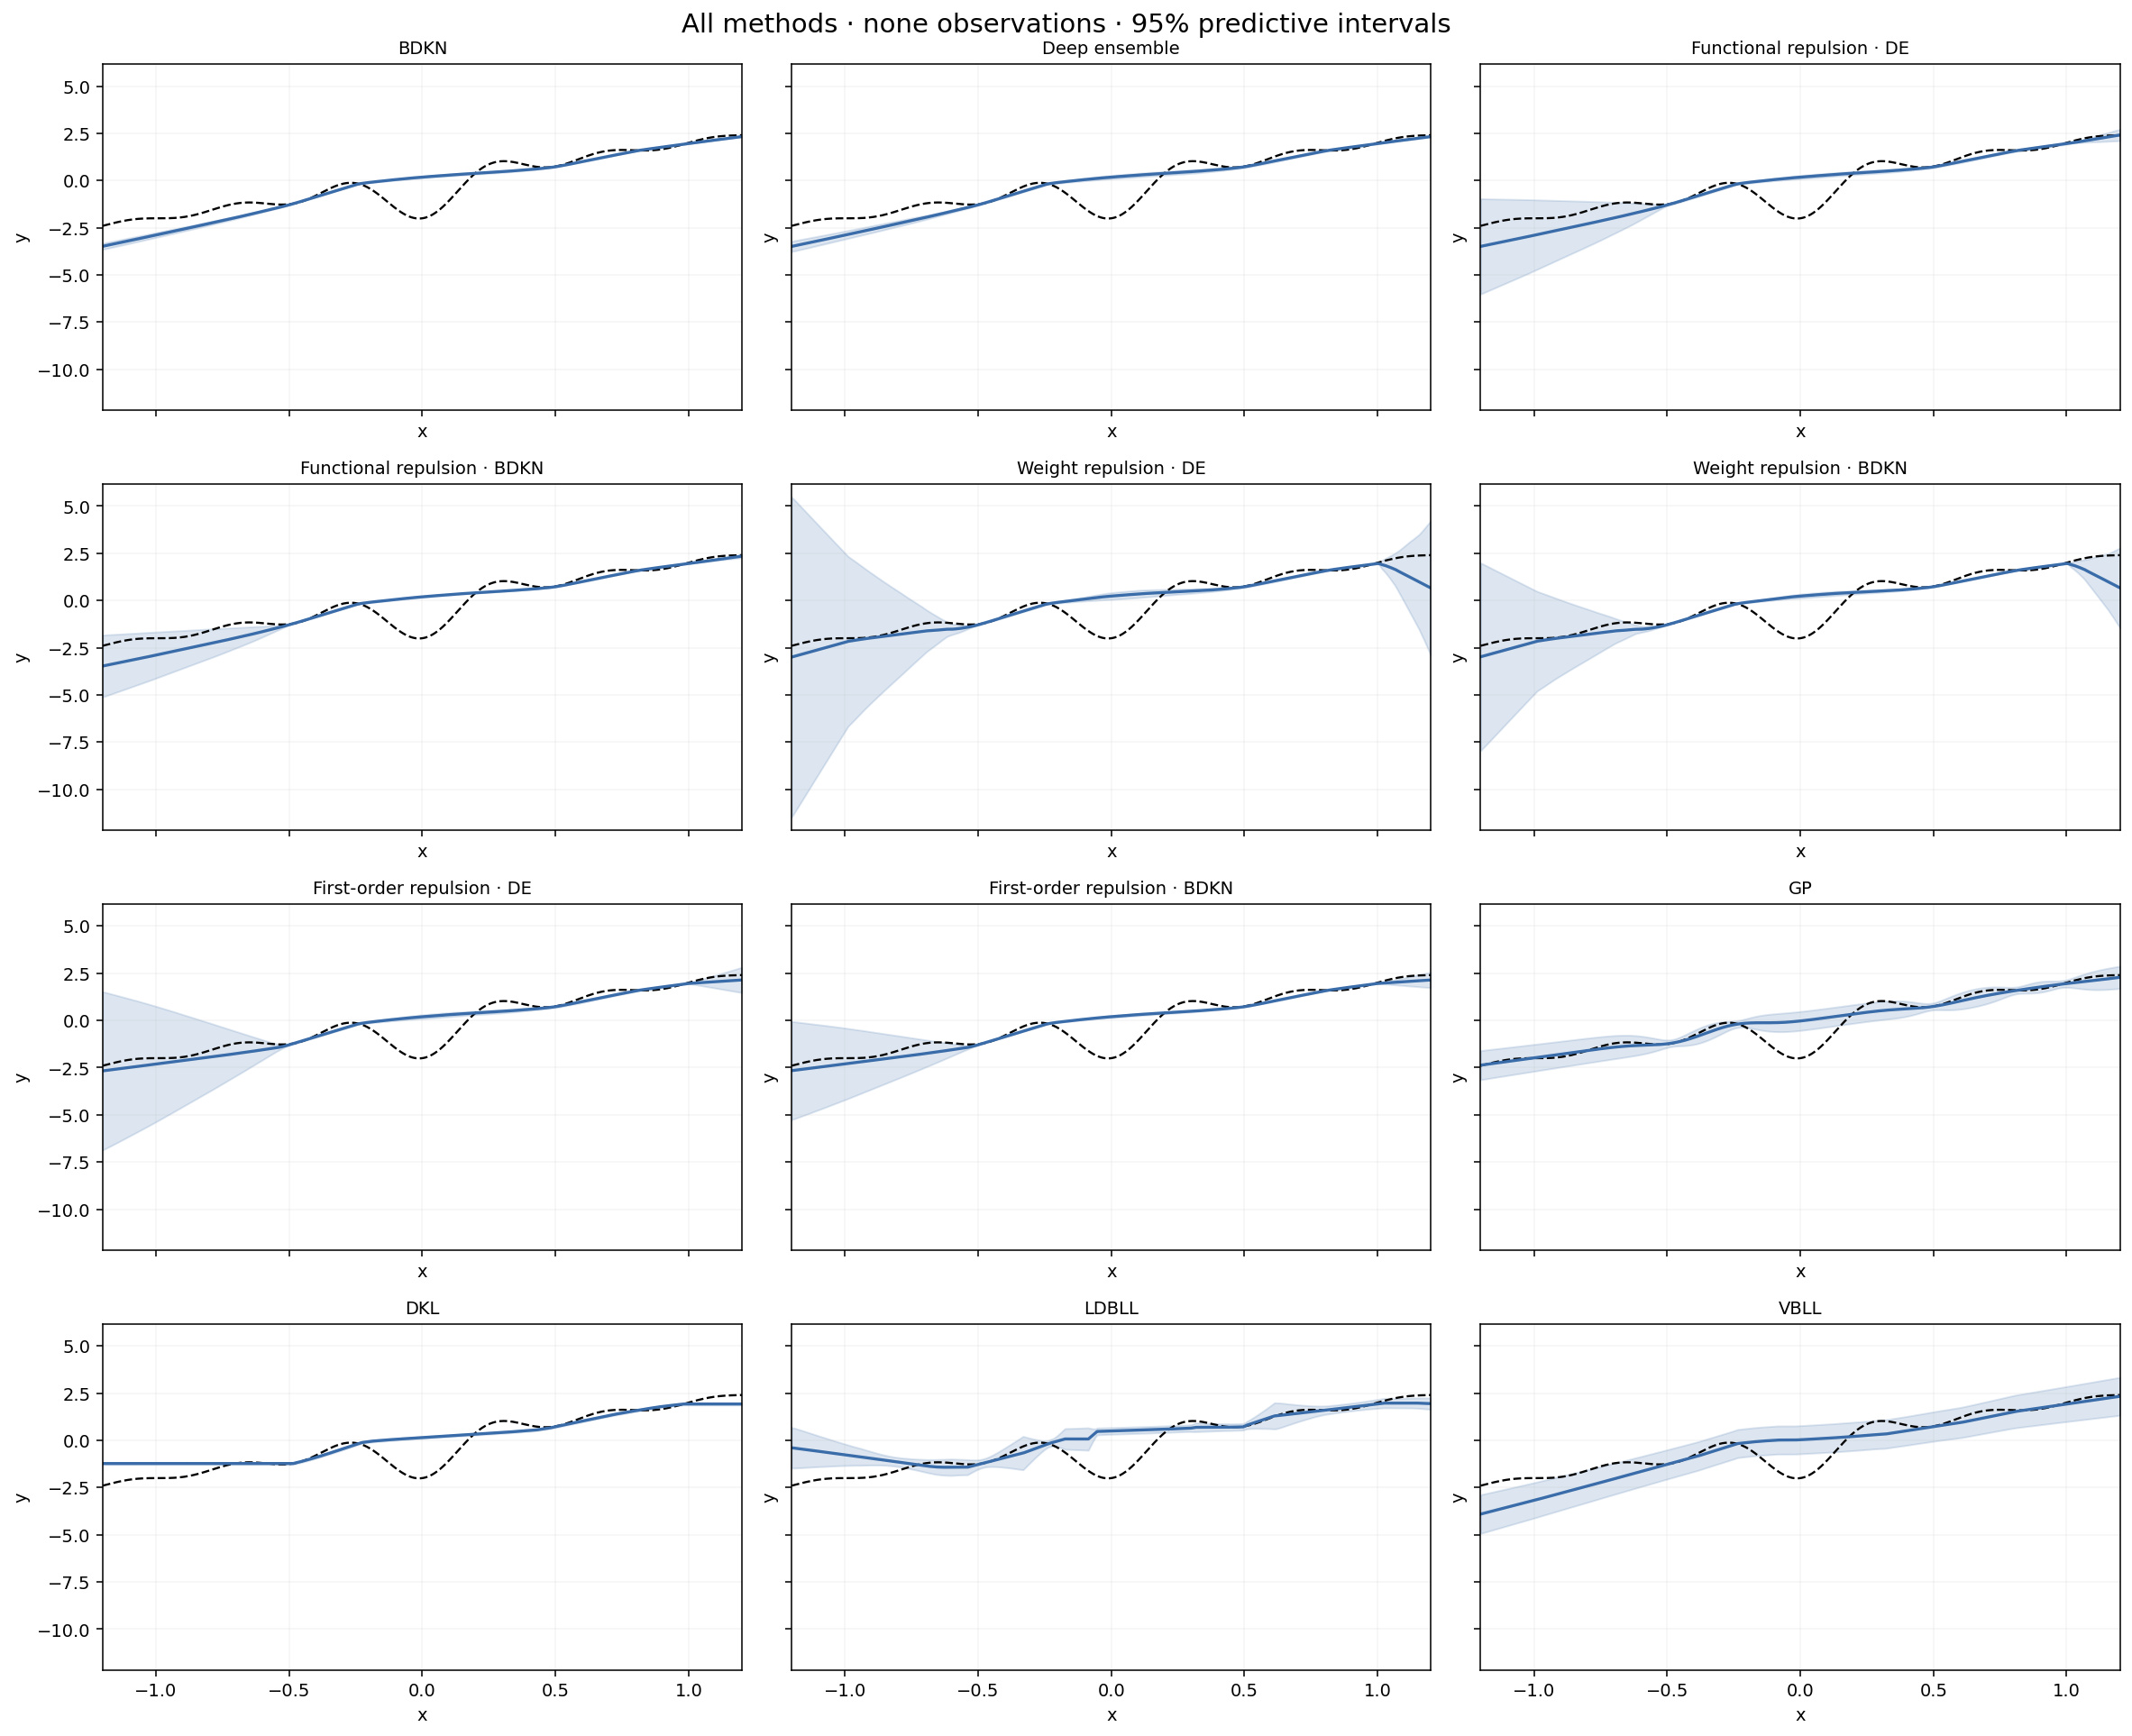 All methods · none observations · 95% predictive intervals
BDKN
Deep ensemble
Functional repulsion · DE
5.0
2.5
0.0
−2.5
−5.0
−7.5
−10.0
y
y
y
x
x
x
Functional repulsion · BDKN
Weight repulsion · DE
Weight repulsion · BDKN
5.0
2.5
0.0
−2.5
−5.0
−7.5
−10.0
y
y
y
x
x
x
First-order repulsion · DE
First-order repulsion · BDKN
GP
5.0
2.5
0.0
−2.5
−5.0
−7.5
−10.0
y
y
y
x
x
x
DKL
LDBLL
VBLL
5.0
2.5
0.0
−2.5
−5.0
−7.5
−10.0
y
y
y
−1.0 −0.5 0.0 0.5 1.0
−1.0 −0.5 0.0 0.5 1.0
−1.0 −0.5 0.0 0.5 1.0
x
x
x